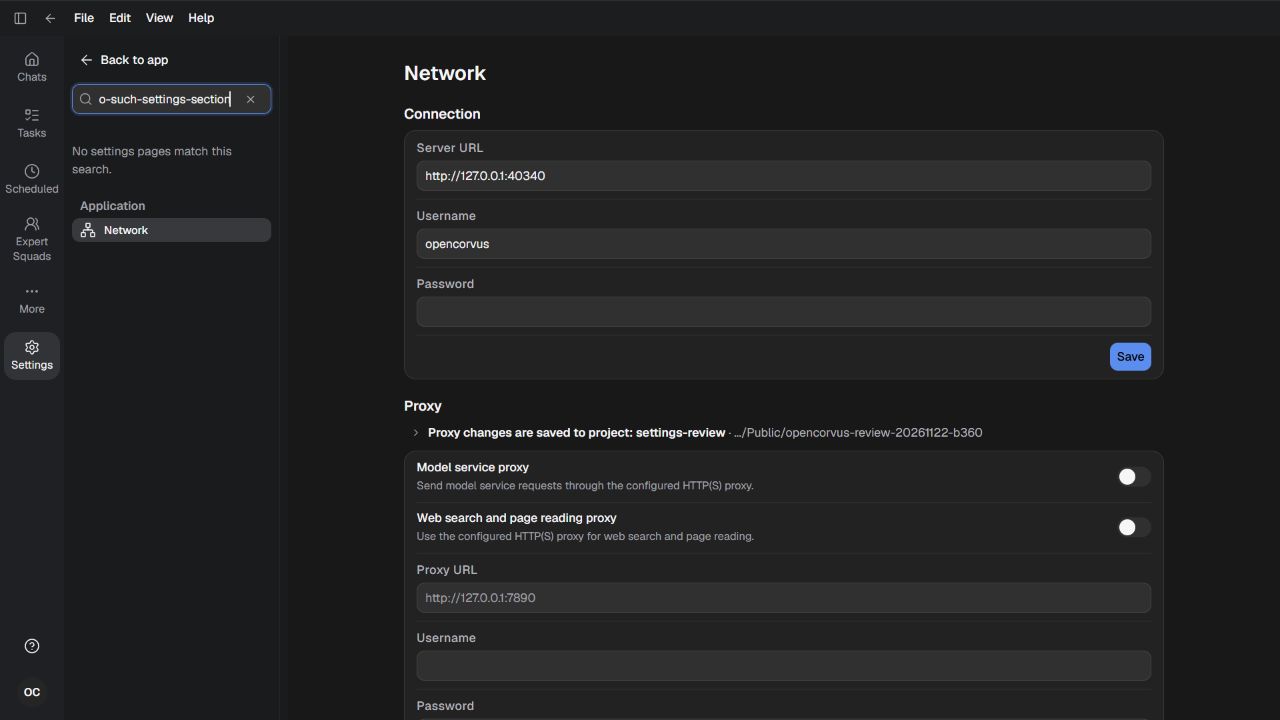 File Edit View Help
Chats
Tasks
Scheduled
Expert
Squads
More
Settings
OC
Back to app
o-such-settings-section
No settings pages match this
search.
Application
Network
Network
Connection
Server URL
http://127.0.0.1:40340
Username
opencorvus
Password
Save
Proxy
Proxy changes are saved to project: settings-review · .../Public/opencorvus-review-20261122-b360
Model service proxy
Send model service requests through the configured HTTP(S) proxy.
Web search and page reading proxy
Use the configured HTTP(S) proxy for web search and page reading.
Proxy URL
http://127.0.0.1:7890
Username
Password